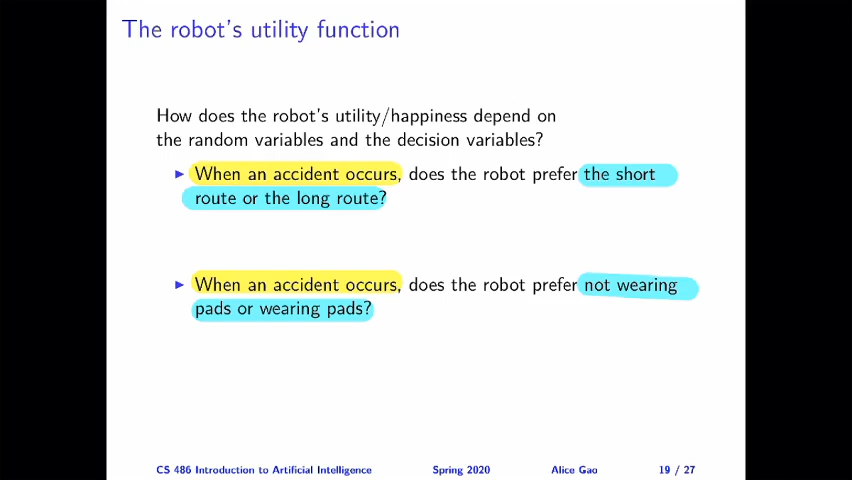 The robot's utility function
How does the robot's utility/happiness depend on
the random variables and the decision variables?
▶ When an accident occurs, does the robot prefer the short
route or the long route?
▶ When an accident occurs, does the robot prefer not wearing
pads or wearing pads?
CS 486 Introduction to Artificial Intelligence Spring 2020 Alice Gao 19 / 27